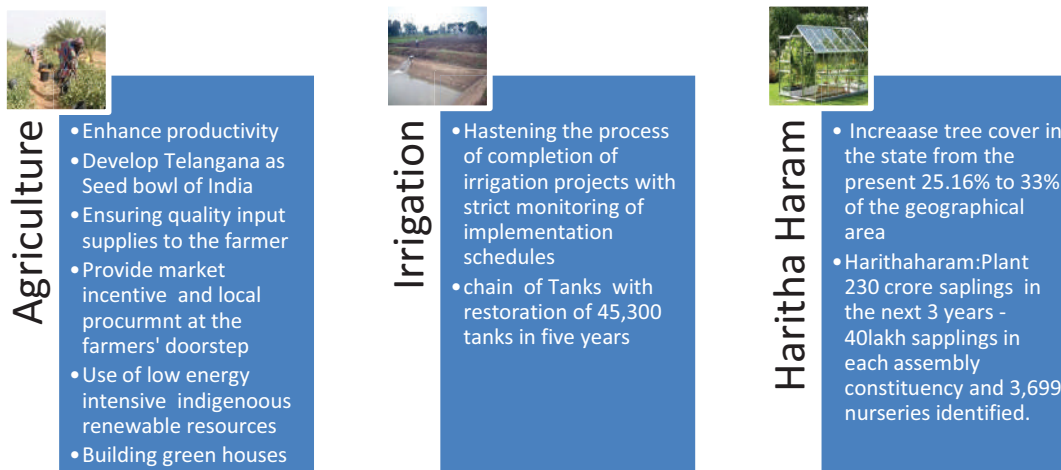 Agriculture
•Enhance productivity
•Develop Telangana as
Seed bowl of India
•Ensuring quality input
supplies to the farmer
•Provide market
incentive and local
procurmnt at the
farmers' doorstep
•Use of low energy
intensive indigenoous
renewable resources
•Building green houses
Irrigation
•Hastening the process
of completion of
irrigation projects with
strict monitoring of
implementation
schedules
•chain of Tanks with
restoration of 45,300
tanks in five years
Haritha Haram
• Increaase tree cover in
the state from the
present 25.16% to 33%
of the geographical
area
•Harithaharam:Plant
230 crore saplings in
the next 3 years -
40lakh sapplings in
each assembly
constituency and 3,699
nurseries identified.